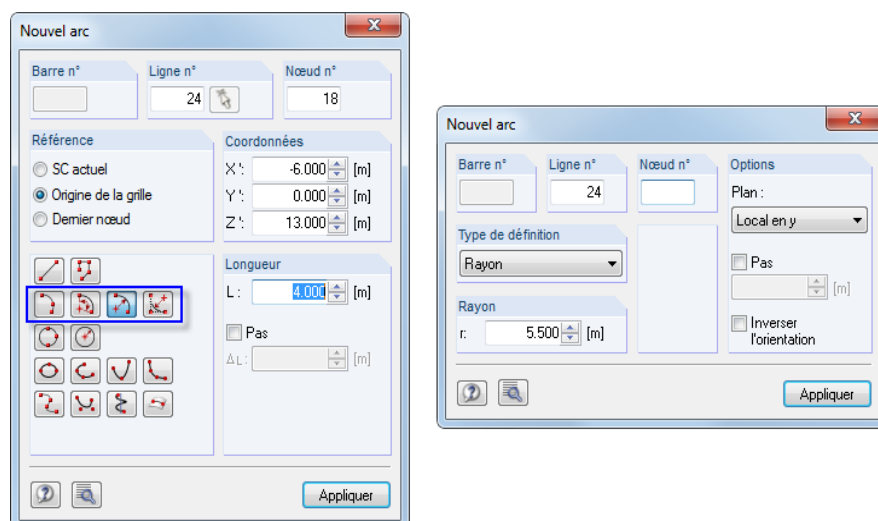 Nouvel arc
Barre n° Ligne n° Nœud n°
24 18
Référence Coordonnées
SC actuel X': -6.000 [m]
Origine de la grille Y': 0.000 [m]
Dernier nœud Z': 13.000 [m]
Longueur
L: 4.000 [m]
Pas
ΔL: [m]
Appliquer
Nouvel arc
Barre n° Ligne n° Nœud n° Options
24 Plan :
Local en y
Type de définition
Rayon Pas
[m]
Rayon
r: 5.500 [m] Inverser
l'orientation
Appliquer